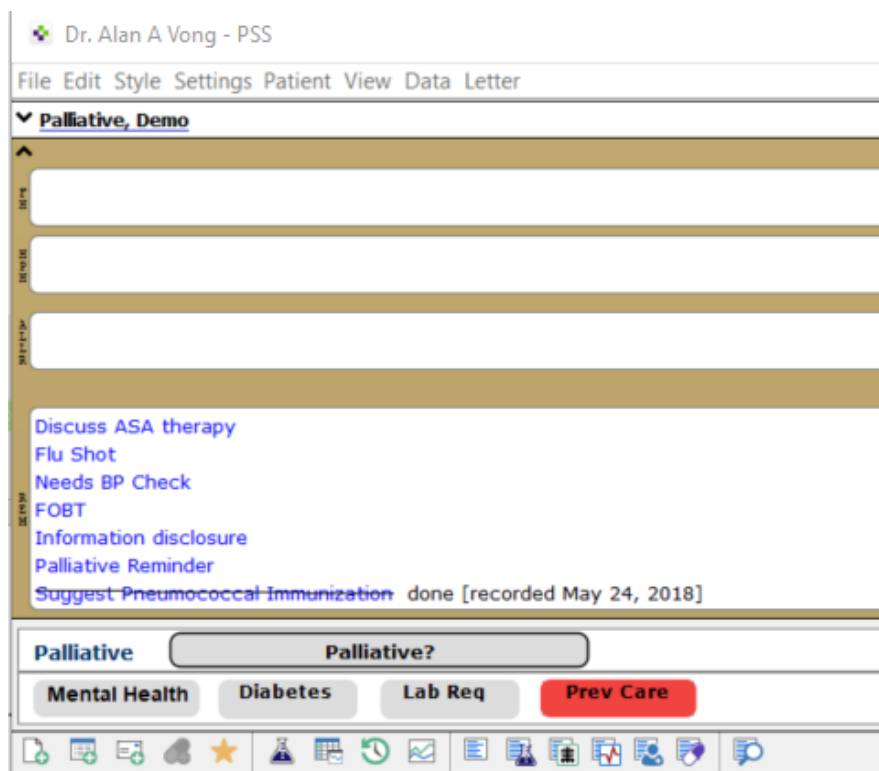 Dr. Alan A Vong - PSS
File Edit Style Settings Patient View Data Letter
Palliative, Demo
Discuss ASA therapy
Flu Shot
Needs BP Check
FOBT
Information disclosure
Palliative Reminder
Suggest Pneumococcal Immunization done [recorded May 24, 2018]
Palliative Palliative?
Mental Health Diabetes Lab Req Prev Care